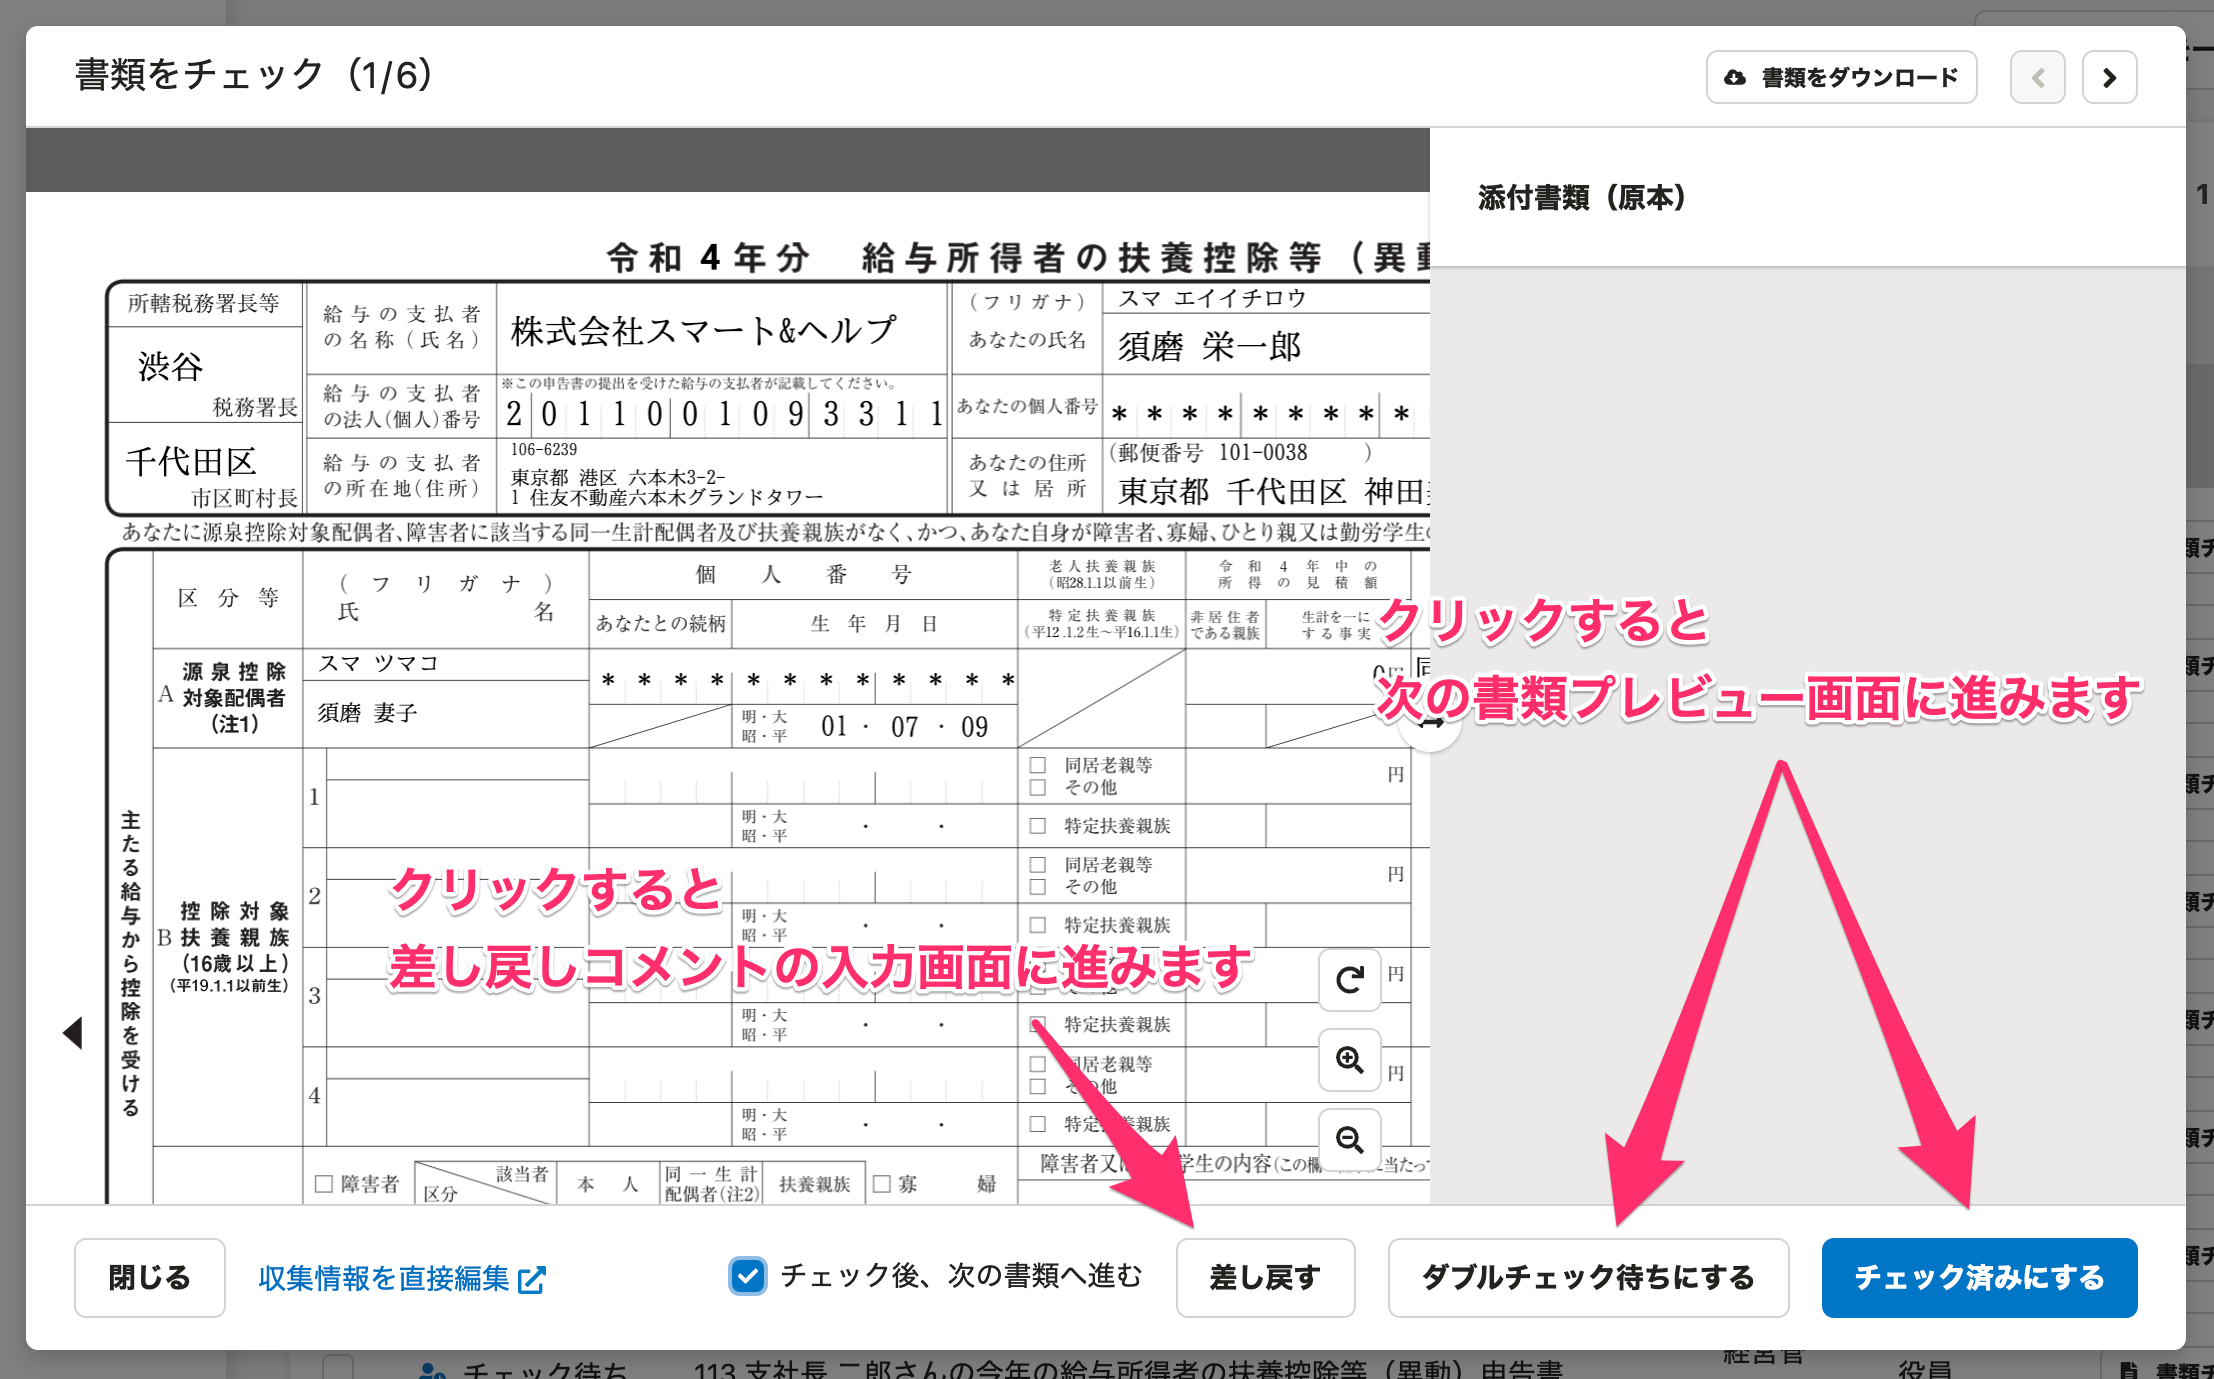 書類をチェック（1/6）
書類をダウンロード
添付書類（原本）
1
令和 4 年分　給与所得者の扶養控除等（異動
所轄税務署長等
渋谷
税務署長
千代田区
市区町村長
給与の支払者
の名称（氏名）
株式会社スマート&ヘルプ
給与の支払者
の法人(個人)番号
※この申告書の提出を受けた給与の支払者が記載してください。
2011001093311
給与の支払者
の所在地(住所)
106-6239
東京都 港区 六本木3-2-
1 住友不動産六本木グランドタワー
（フリガナ）
あなたの氏名
スマ エイイチロウ
須磨 栄一郎
あなたの個人番号
*********
あなたの住所
又は居所
(郵便番号 101-0038 )
東京都 千代田区 神田
あなたに源泉控除対象配偶者、障害者に該当する同一生計配偶者及び扶養親族がなく、かつ、あなた自身が障害者、寡婦、ひとり親又は勤労学生の
区分等
（フリガナ）
氏名
個人番号
あなたとの続柄
生年月日
老人扶養親族
（昭28.1.1以前生）
特定扶養親族
（平12.1.2生～平16.1.1生）
令和4年中の
所得の見積額
非居住者
である親族
生計を一に
する事実
主たる給与から控除を受ける
A
源泉控除
対象配偶者
（注1）
スマ ツマコ
須磨 妻子
************
明・大
昭・平
01・07・09
0円
同
クリックすると
次の書類プレビュー画面に進みます
B
控除対象
扶養親族
（16歳以上）
（平19.1.1以前生）
1
明・大
昭・平
・　・
同居老親等
その他
特定扶養親族
円
2
明・大
昭・平
・　・
同居老親等
その他
特定扶養親族
円
クリックすると
差し戻しコメントの入力画面に進みます
3
明・大
昭・平
・　・
特定扶養親族
円
4
明・大
昭・平
・　・
同居老親等
その他
特定扶養親族
円
障害者
該当者
区分
本人
同一生計
配偶者(注2)
扶養親族
寡婦
障害者又は
学生の内容(この欄
当たっ
閉じる
収集情報を直接編集
チェック後、次の書類へ進む
差し戻す
ダブルチェック待ちにする
チェック済みにする
チェック待ち
113 支社長 二郎さんの今年の給与所得者の扶養控除等（異動）申告書
経営管
役員
書類チ